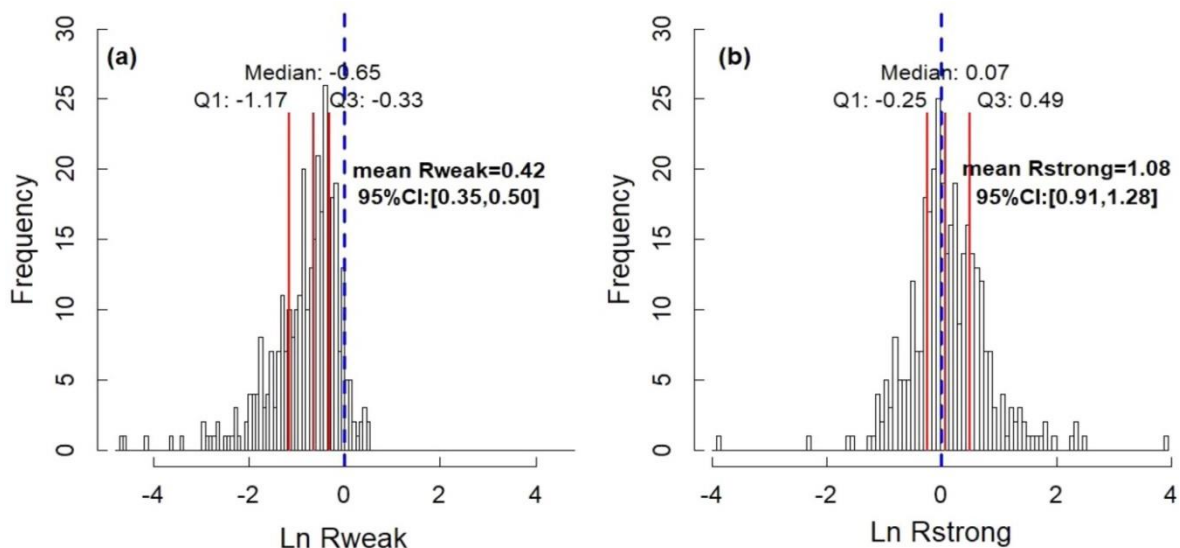 (a)
Median: -0.65
Q1: -1.17
Q3: -0.33
mean Rweak=0.42
95%CI:[0.35,0.50]
Frequency
0
5
10
15
20
25
30
-4
-2
0
2
4
Ln Rweak
(b)
Median: 0.07
Q1: -0.25
Q3: 0.49
mean Rstrong=1.08
95%CI:[0.91,1.28]
Frequency
0
5
10
15
20
25
30
-4
-2
0
2
4
Ln Rstrong